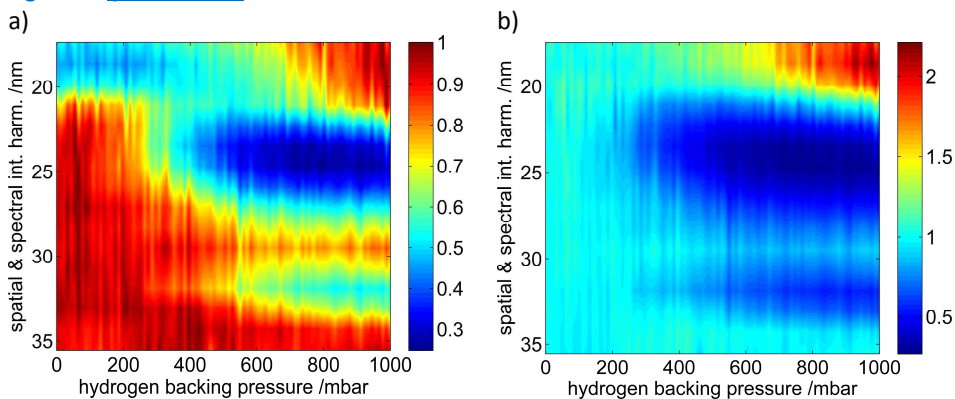 a)
b)
spatial & spectral int. harm. /nm
20
25
30
35
0 200 400 600 800 1000
hydrogen backing pressure /mbar
1
0.9
0.8
0.7
0.6
0.5
0.4
0.3
spatial & spectral int. harm. /nm
20
25
30
35
0 200 400 600 800 1000
hydrogen backing pressure /mbar
2
1.5
1
0.5